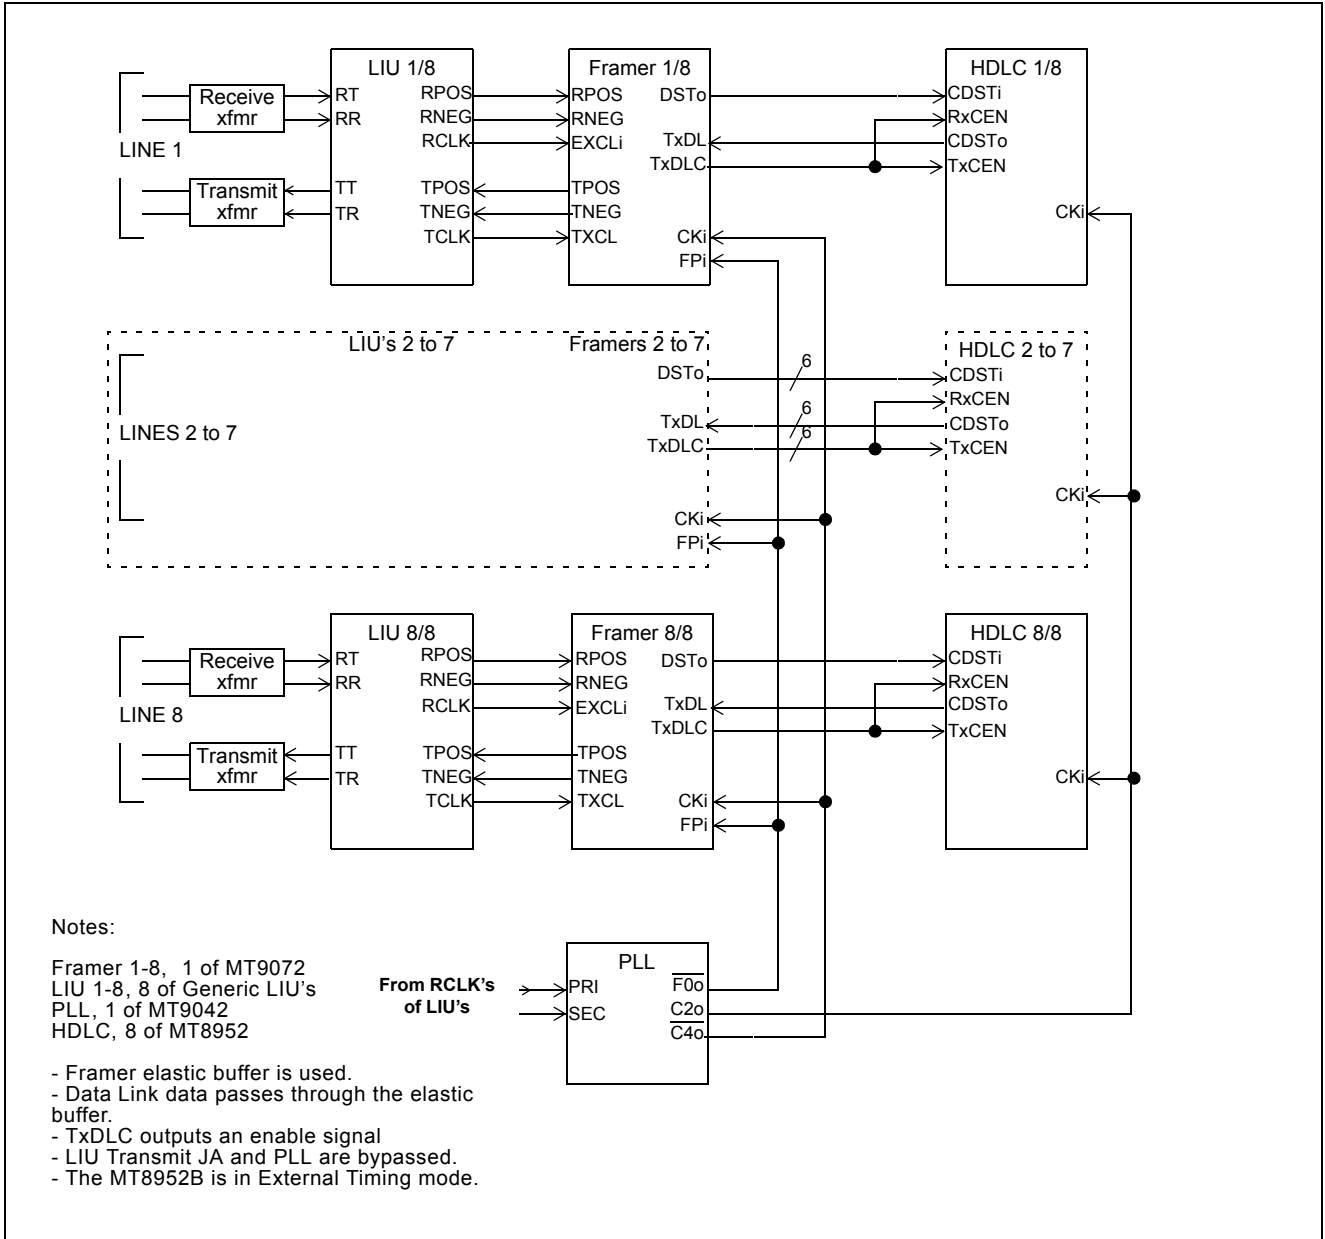 LIU 1/8
Framer 1/8
HDLC 1/8
Receive
xfmr
RT
RR
RPOS
RNEG
RCLK
RPOS
RNEG
EXCLi
DSTo
TxDL
TxDLC
CDSTi
RxCEN
CDSTo
TxCEN
LINE 1
Transmit
xfmr
TT
TR
TPOS
TNEG
TCLK
TPOS
TNEG
TXCL
CKi
FPi
CKi
LIU's 2 to 7
Framers 2 to 7
HDLC 2 to 7
DSTo
6
CDSTi
RxCEN
TxDL
6
CDSTo
TxDLC
6
TxCEN
LINES 2 to 7
CKi
FPi
CKi
LIU 8/8
Framer 8/8
HDLC 8/8
Receive
xfmr
RT
RR
RPOS
RNEG
RCLK
RPOS
RNEG
EXCLi
DSTo
TxDL
TxDLC
CDSTi
RxCEN
CDSTo
TxCEN
LINE 8
Transmit
xfmr
TT
TR
TPOS
TNEG
TCLK
TPOS
TNEG
TXCL
CKi
FPi
CKi
Notes:
Framer 1-8, 1 of MT9072
LIU 1-8, 8 of Generic LIU's
PLL, 1 of MT9042
HDLC, 8 of MT8952
From RCLK's
of LIU's
PLL
PRI
SEC
F0o
C2o
C4o
- Framer elastic buffer is used.
- Data Link data passes through the elastic
buffer.
- TxDLC outputs an enable signal
- LIU Transmit JA and PLL are bypassed.
- The MT8952B is in External Timing mode.